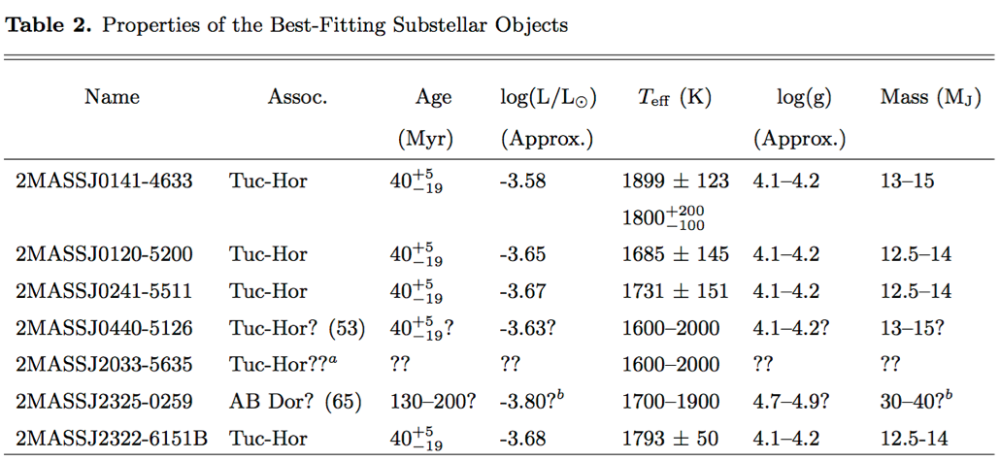 Table 2. Properties of the Best-Fitting Substellar Objects
Name Assoc. Age log(L/L☉) Teff (K) log(g) Mass (MJ)
(Myr) (Approx.) (Approx.)
2MASSJ0141-4633 Tuc-Hor 40+5−19 -3.58 1899 ± 123 4.1–4.2 13–15
1800+200−100
2MASSJ0120-5200 Tuc-Hor 40+5−19 -3.65 1685 ± 145 4.1–4.2 12.5–14
2MASSJ0241-5511 Tuc-Hor 40+5−19 -3.67 1731 ± 151 4.1–4.2 12.5–14
2MASSJ0440-5126 Tuc-Hor? (53) 40+5−19? -3.63? 1600–2000 4.1–4.2? 13–15?
2MASSJ2033-5635 Tuc-Hor??a ?? ?? 1600–2000 ?? ??
2MASSJ2325-0259 AB Dor? (65) 130–200? -3.80?b 1700–1900 4.7–4.9? 30–40?b
2MASSJ2322-6151B Tuc-Hor 40+5−19 -3.68 1793 ± 50 4.1–4.2 12.5-14